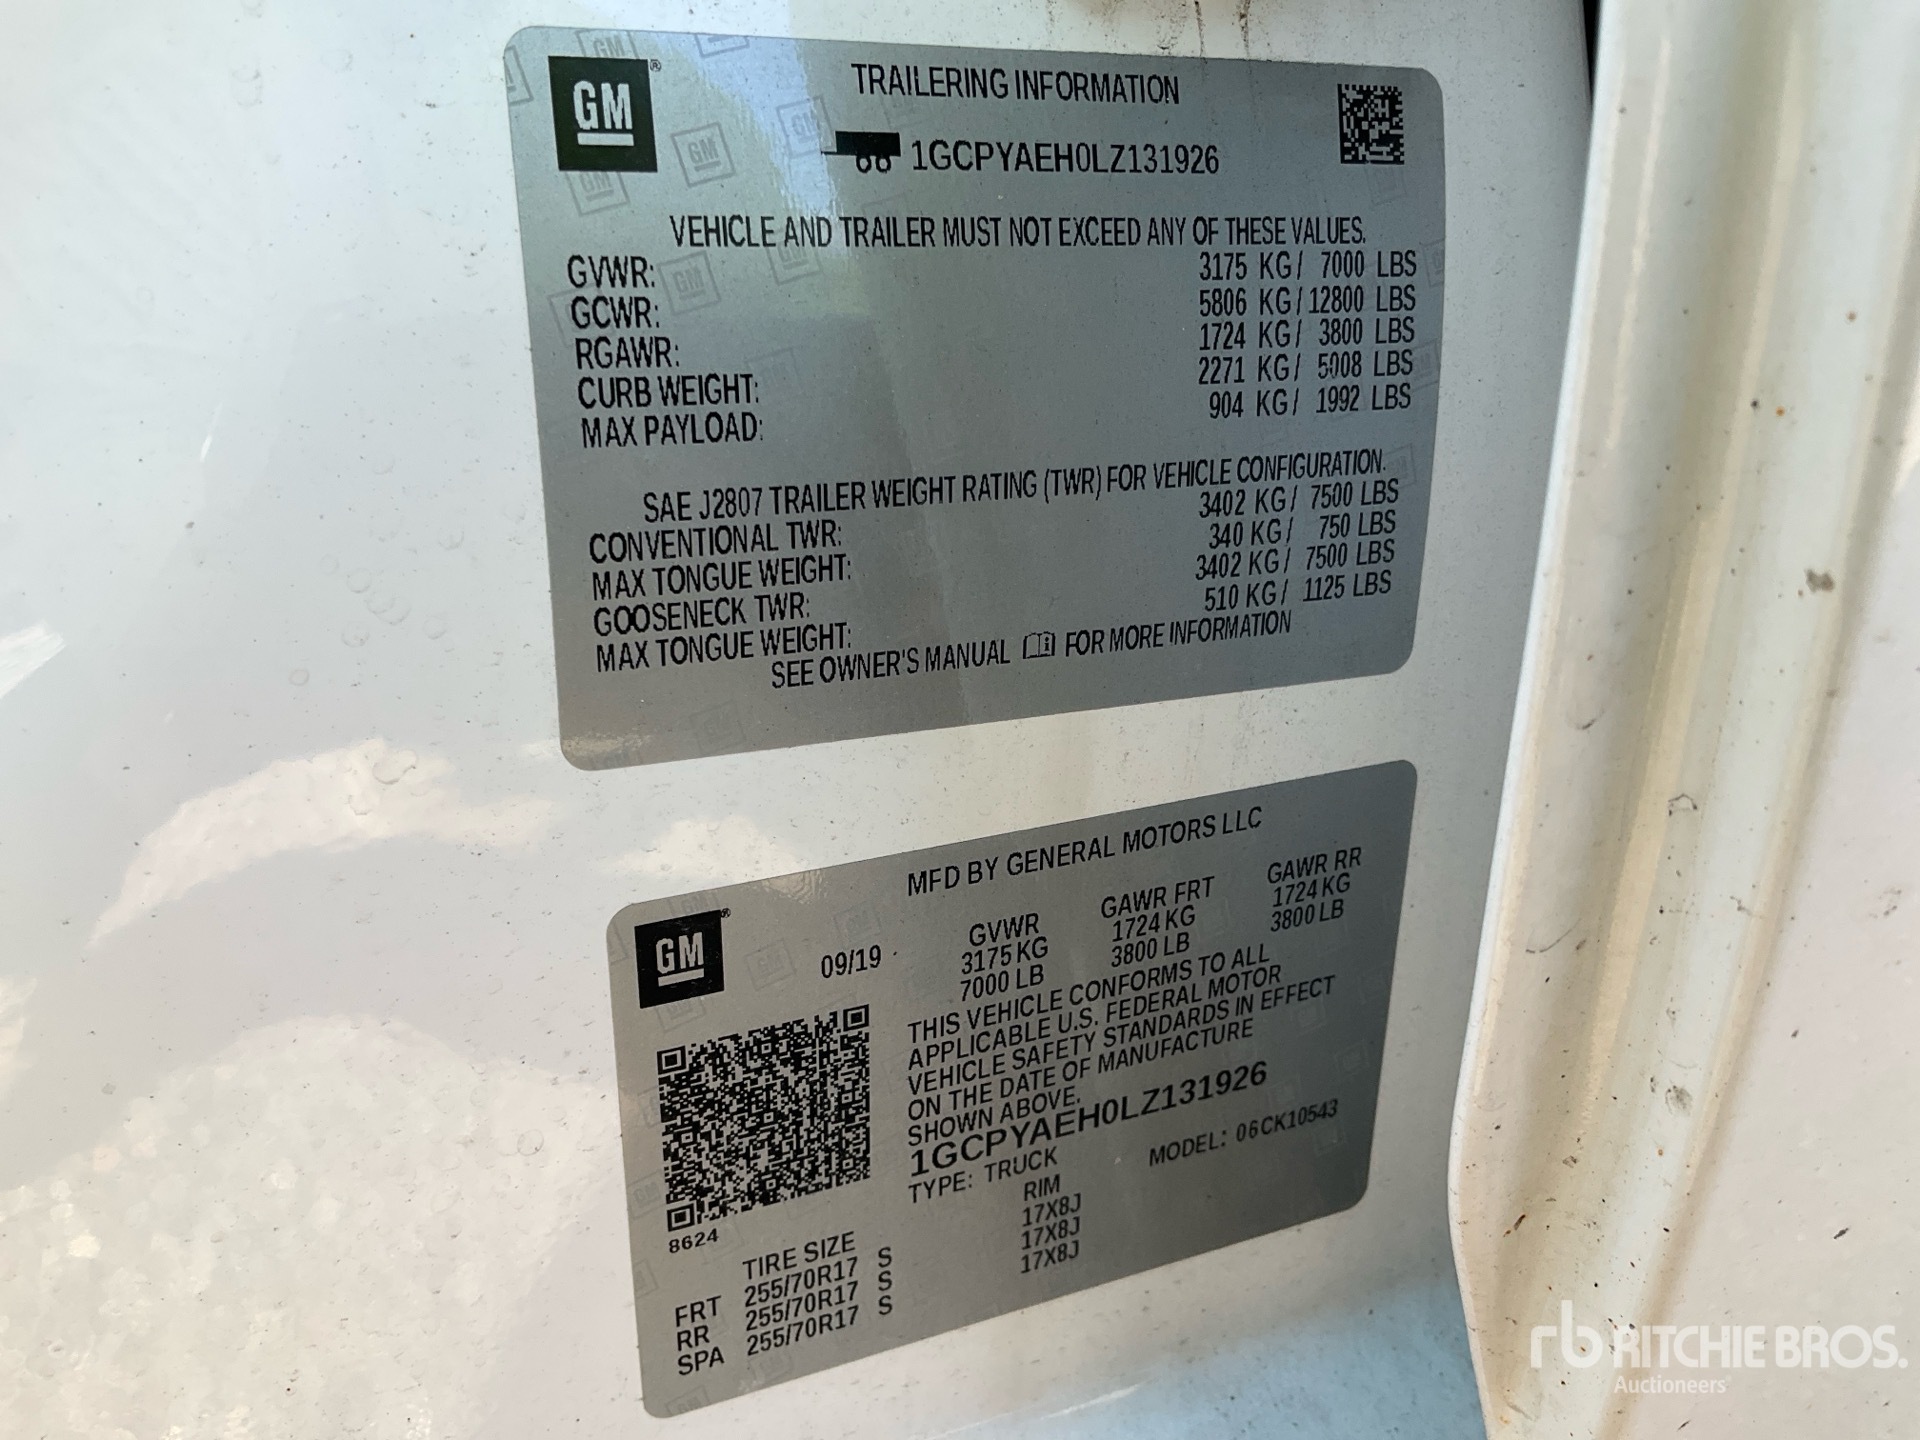 GM
TRAILERING INFORMATION
1GCPYAEH0LZ131926
VEHICLE AND TRAILER MUST NOT EXCEED ANY OF THESE VALUES.
GVWR: 3175 KG/ 7000 LBS
GCWR: 5806 KG/12800 LBS
RGAWR: 1724 KG/ 3800 LBS
CURB WEIGHT: 2271 KG/ 5008 LBS
MAX PAYLOAD: 904 KG/ 1992 LBS
SAE J2807 TRAILER WEIGHT RATING (TWR) FOR VEHICLE CONFIGURATION.
CONVENTIONAL TWR: 3402 KG/ 7500 LBS
MAX TONGUE WEIGHT: 340 KG/ 750 LBS
GOOSENECK TWR: 3402 KG/ 7500 LBS
MAX TONGUE WEIGHT: 510 KG/ 1125 LBS
SEE OWNER'S MANUAL FOR MORE INFORMATION
MFD BY GENERAL MOTORS LLC
GM
09/19
GVWR GAWR FRT GAWR RR
3175 KG 1724 KG 1724 KG
7000 LB 3800 LB 3800 LB
THIS VEHICLE CONFORMS TO ALL
APPLICABLE U.S. FEDERAL MOTOR
VEHICLE SAFETY STANDARDS IN EFFECT
ON THE DATE OF MANUFACTURE
SHOWN ABOVE.
1GCPYAEH0LZ131926
TYPE: TRUCK MODEL: 06CK10543
8624
TIRE SIZE RIM
FRT 255/70R17 S 17X8J
RR 255/70R17 S 17X8J
SPA 255/70R17 S 17X8J
rb RITCHIE BROS.
Auctioneers